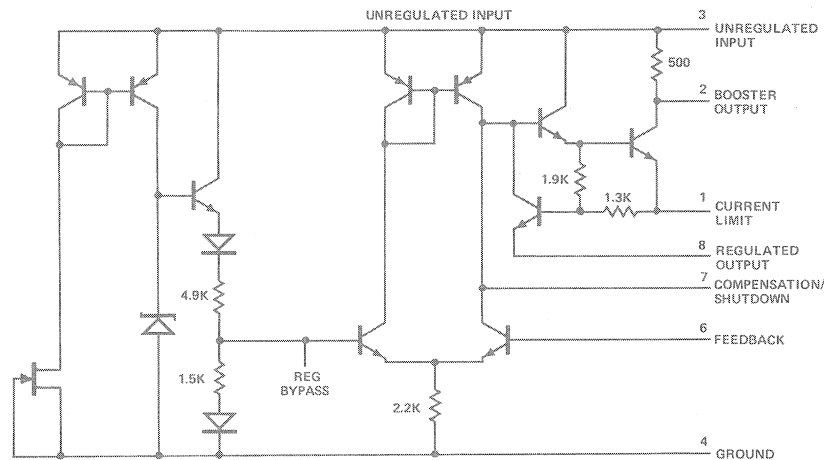 UNREGULATED INPUT
3
UNREGULATED
INPUT
500
2
BOOSTER
OUTPUT
1.9K
1.3K
1
CURRENT
LIMIT
8
REGULATED
OUTPUT
7
COMPENSATION/
SHUTDOWN
4.9K
6
FEEDBACK
REG
BYPASS
1.5K
2.2K
4
GROUND